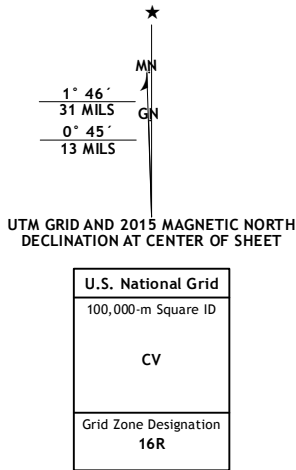 ★
MN
1° 46´
31 MILS
GN
0° 45´
13 MILS
UTM GRID AND 2015 MAGNETIC NORTH
DECLINATION AT CENTER OF SHEET
U.S. National Grid
100,000-m Square ID
CV
Grid Zone Designation
16R